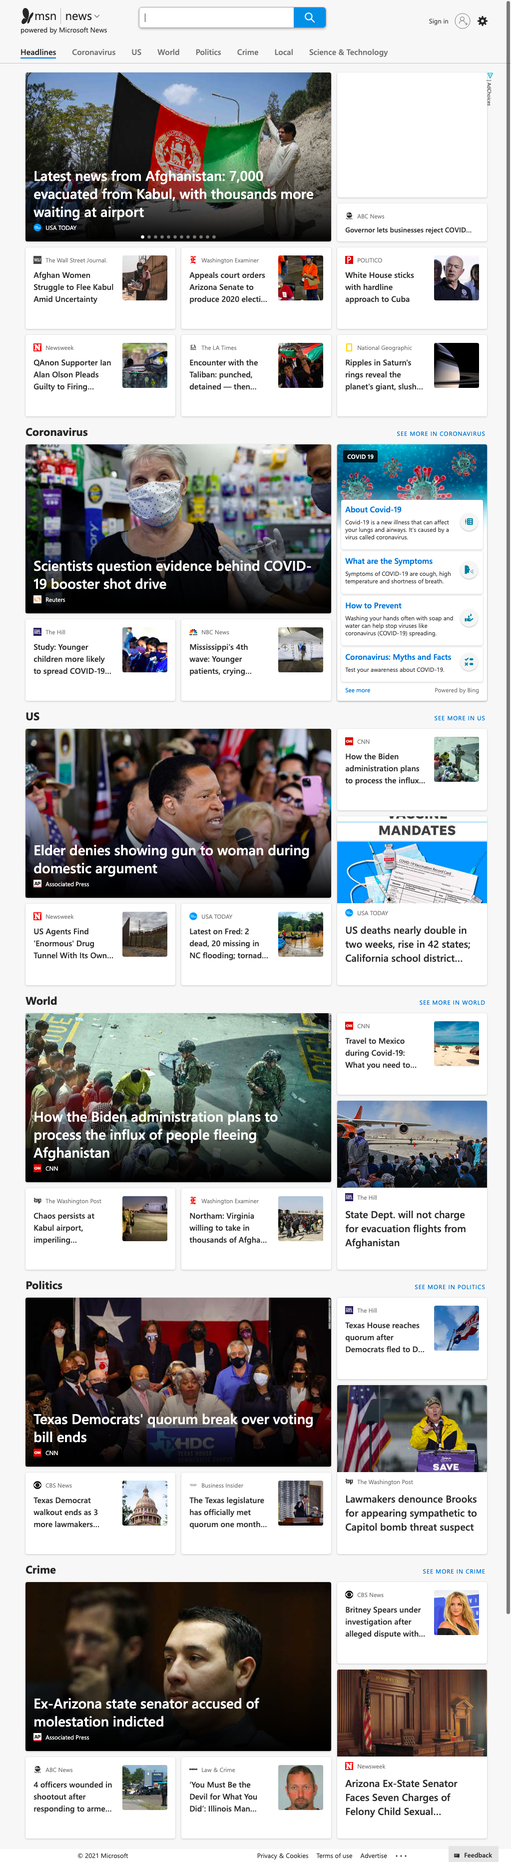 msn | news
powered by Microsoft News
Sign in
Headlines Coronavirus US World Politics Crime Local Science & Technology
Latest news from Afghanistan: 7,000
evacuated from Kabul, with thousands more
waiting at airport
USA TODAY
AdChoices
ABC News
Governor lets businesses reject COVID...
The Wall Street Journal
Afghan Women
Struggle to Flee Kabul
Amid Uncertainty
Washington Examiner
Appeals court orders
Arizona Senate to
produce 2020 electi...
POLITICO
White House sticks
with hardline
approach to Cuba
Newsweek
QAnon Supporter Ian
Alan Olson Pleads
Guilty to Firing...
The LA Times
Encounter with the
Taliban: punched,
detained — then...
National Geographic
Ripples in Saturn's
rings reveal the
planet's giant, slush...
Coronavirus
SEE MORE IN CORONAVIRUS
Scientists question evidence behind COVID-
19 booster shot drive
Reuters
COVID 19
About Covid-19
Covid-19 is a new illness that can affect
your lungs and airways. It's caused by a
virus called coronavirus.
What are the Symptoms
Symptoms of COVID-19 are cough, high
temperature and shortness of breath.
How to Prevent
Washing your hands often with soap and
water can help stop viruses like
coronavirus (COVID-19) spreading.
Coronavirus: Myths and Facts
Test your awareness about COVID-19.
See more
Powered by Bing
The Hill
Study: Younger
children more likely
to spread COVID-19...
NBC News
Mississippi's 4th
wave: Younger
patients, crying...
US
SEE MORE IN US
Elder denies showing gun to woman during
domestic argument
Associated Press
CNN
How the Biden
administration plans
to process the influx...
VACCINE
MANDATES
COVID-19 Vaccination Record Card
USA TODAY
US deaths nearly double in
two weeks, rise in 42 states;
California school district...
Newsweek
US Agents Find
'Enormous' Drug
Tunnel With Its Own...
USA TODAY
Latest on Fred: 2
dead, 20 missing in
NC flooding; tornad...
World
SEE MORE IN WORLD
How the Biden administration plans to
process the influx of people fleeing
Afghanistan
CNN
CNN
Travel to Mexico
during Covid-19:
What you need to...
The Hill
State Dept. will not charge
for evacuation flights from
Afghanistan
The Washington Post
Chaos persists at
Kabul airport,
imperiling...
Washington Examiner
Northam: Virginia
willing to take in
thousands of Afgha...
Politics
SEE MORE IN POLITICS
Texas Democrats' quorum break over voting
bill ends
CNN
HDC
The Hill
Texas House reaches
quorum after
Democrats fled to D...
SAVE
The Washington Post
Lawmakers denounce Brooks
for appearing sympathetic to
Capitol bomb threat suspect
CBS News
Texas Democrat
walkout ends as 3
more lawmakers...
Business Insider
The Texas legislature
has officially met
quorum one month...
Crime
SEE MORE IN CRIME
Ex-Arizona state senator accused of
molestation indicted
Associated Press
CBS News
Britney Spears under
investigation after
alleged dispute with...
Newsweek
Arizona Ex-State Senator
Faces Seven Charges of
Felony Child Sexual...
ABC News
4 officers wounded in
shootout after
responding to arme...
Law & Crime
'You Must Be the
Devil for What You
Did': Illinois Man...
© 2021 Microsoft
Privacy & Cookies Terms of use Advertise ...
Feedback